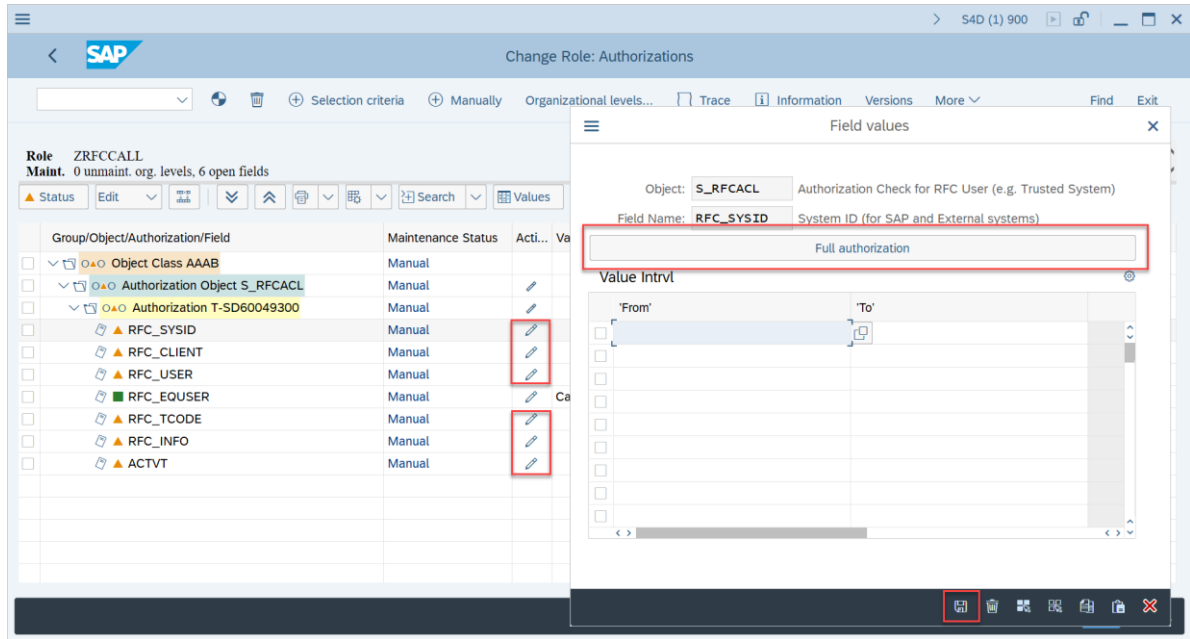 S4D (1) 900
SAP
Change Role: Authorizations
Selection criteria Manually Organizational levels... Trace Information Versions More Find Exit
Role ZRFCCALL
Maint. 0 unmaint. org. levels, 6 open fields
Status Edit Search Values
Group/Object/Authorization/Field Maintenance Status Acti... Va
Object Class AAAB Manual
Authorization Object S_RFCACL Manual
Authorization T-SD60049300 Manual
RFC_SYSID Manual
RFC_CLIENT Manual
RFC_USER Manual
RFC_EQUSER Manual Ca
RFC_TCODE Manual
RFC_INFO Manual
ACTVT Manual
Field values
Object: S_RFCACL Authorization Check for RFC User (e.g. Trusted System)
Field Name: RFC_SYSID System ID (for SAP and External systems)
Full authorization
Value Intrvl
'From' 'To'